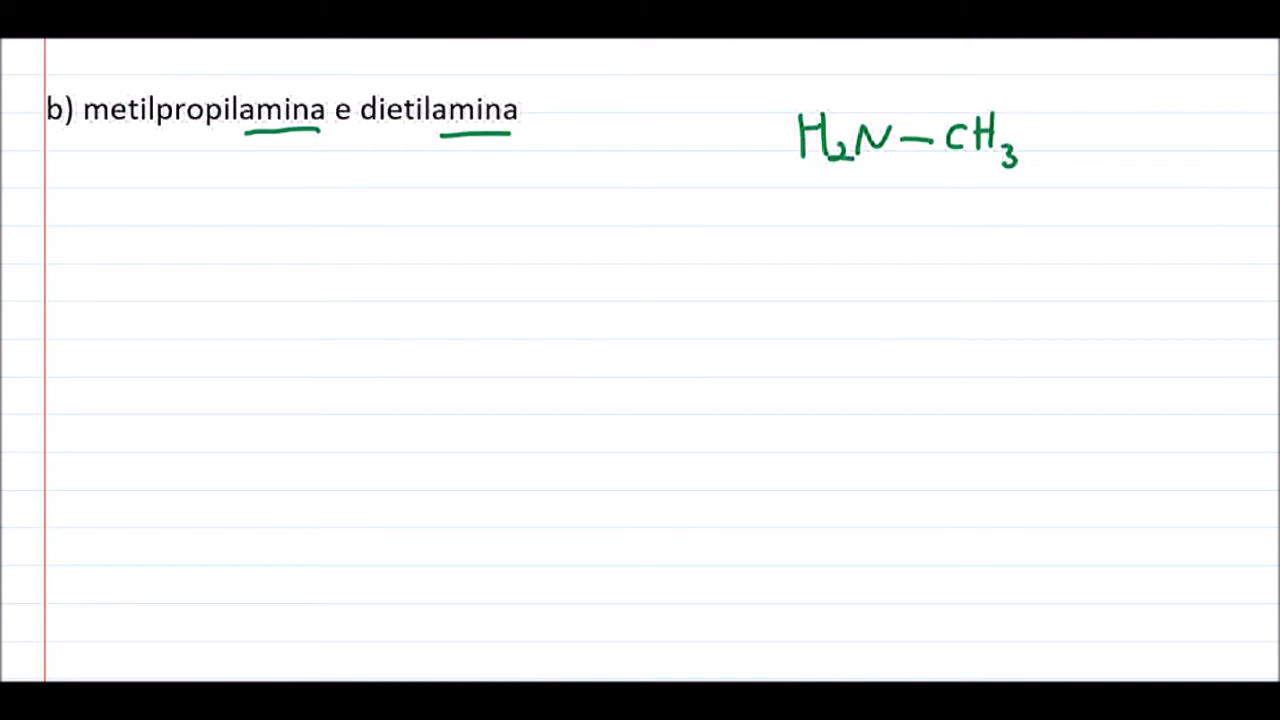 b) metilpropilamina e dietilamina
H₂N — CH₃